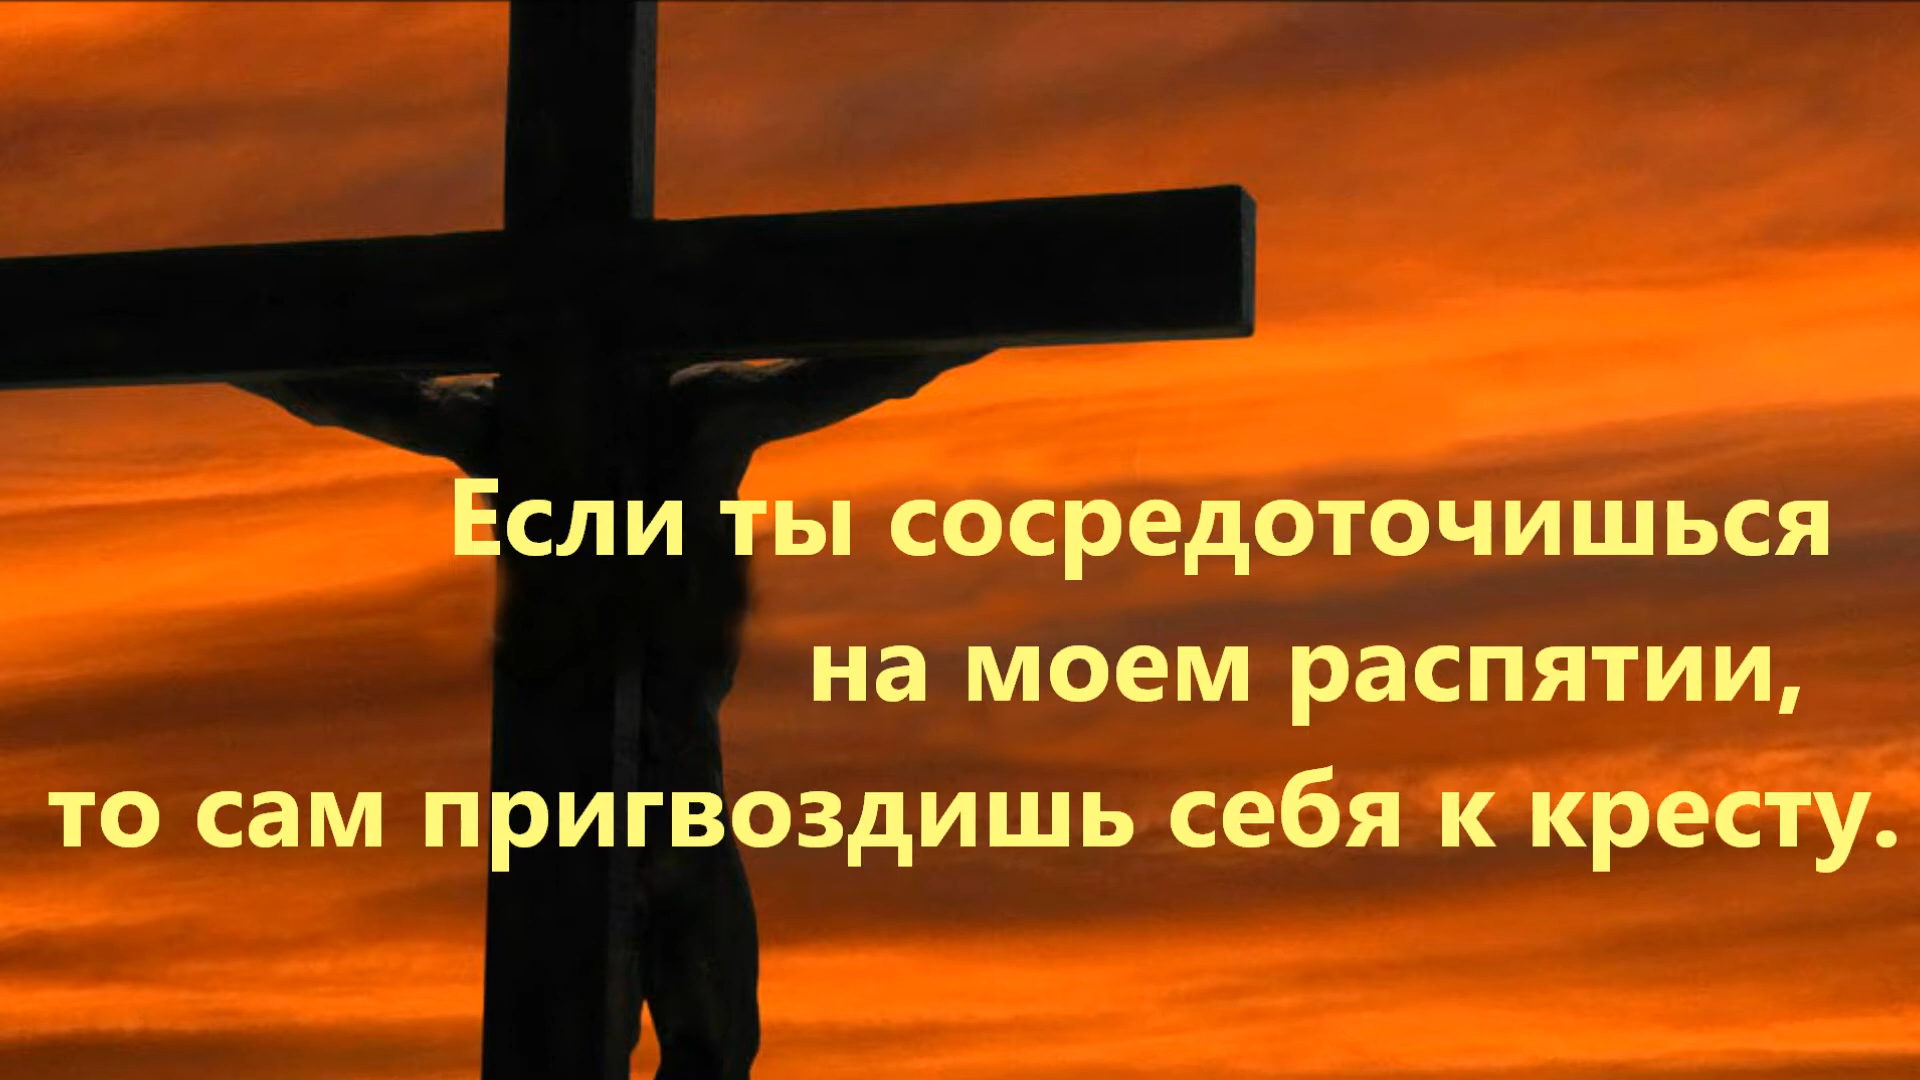 Если ты сосредоточишься
на моем распятии,
то сам пригвоздишь себя к кресту.